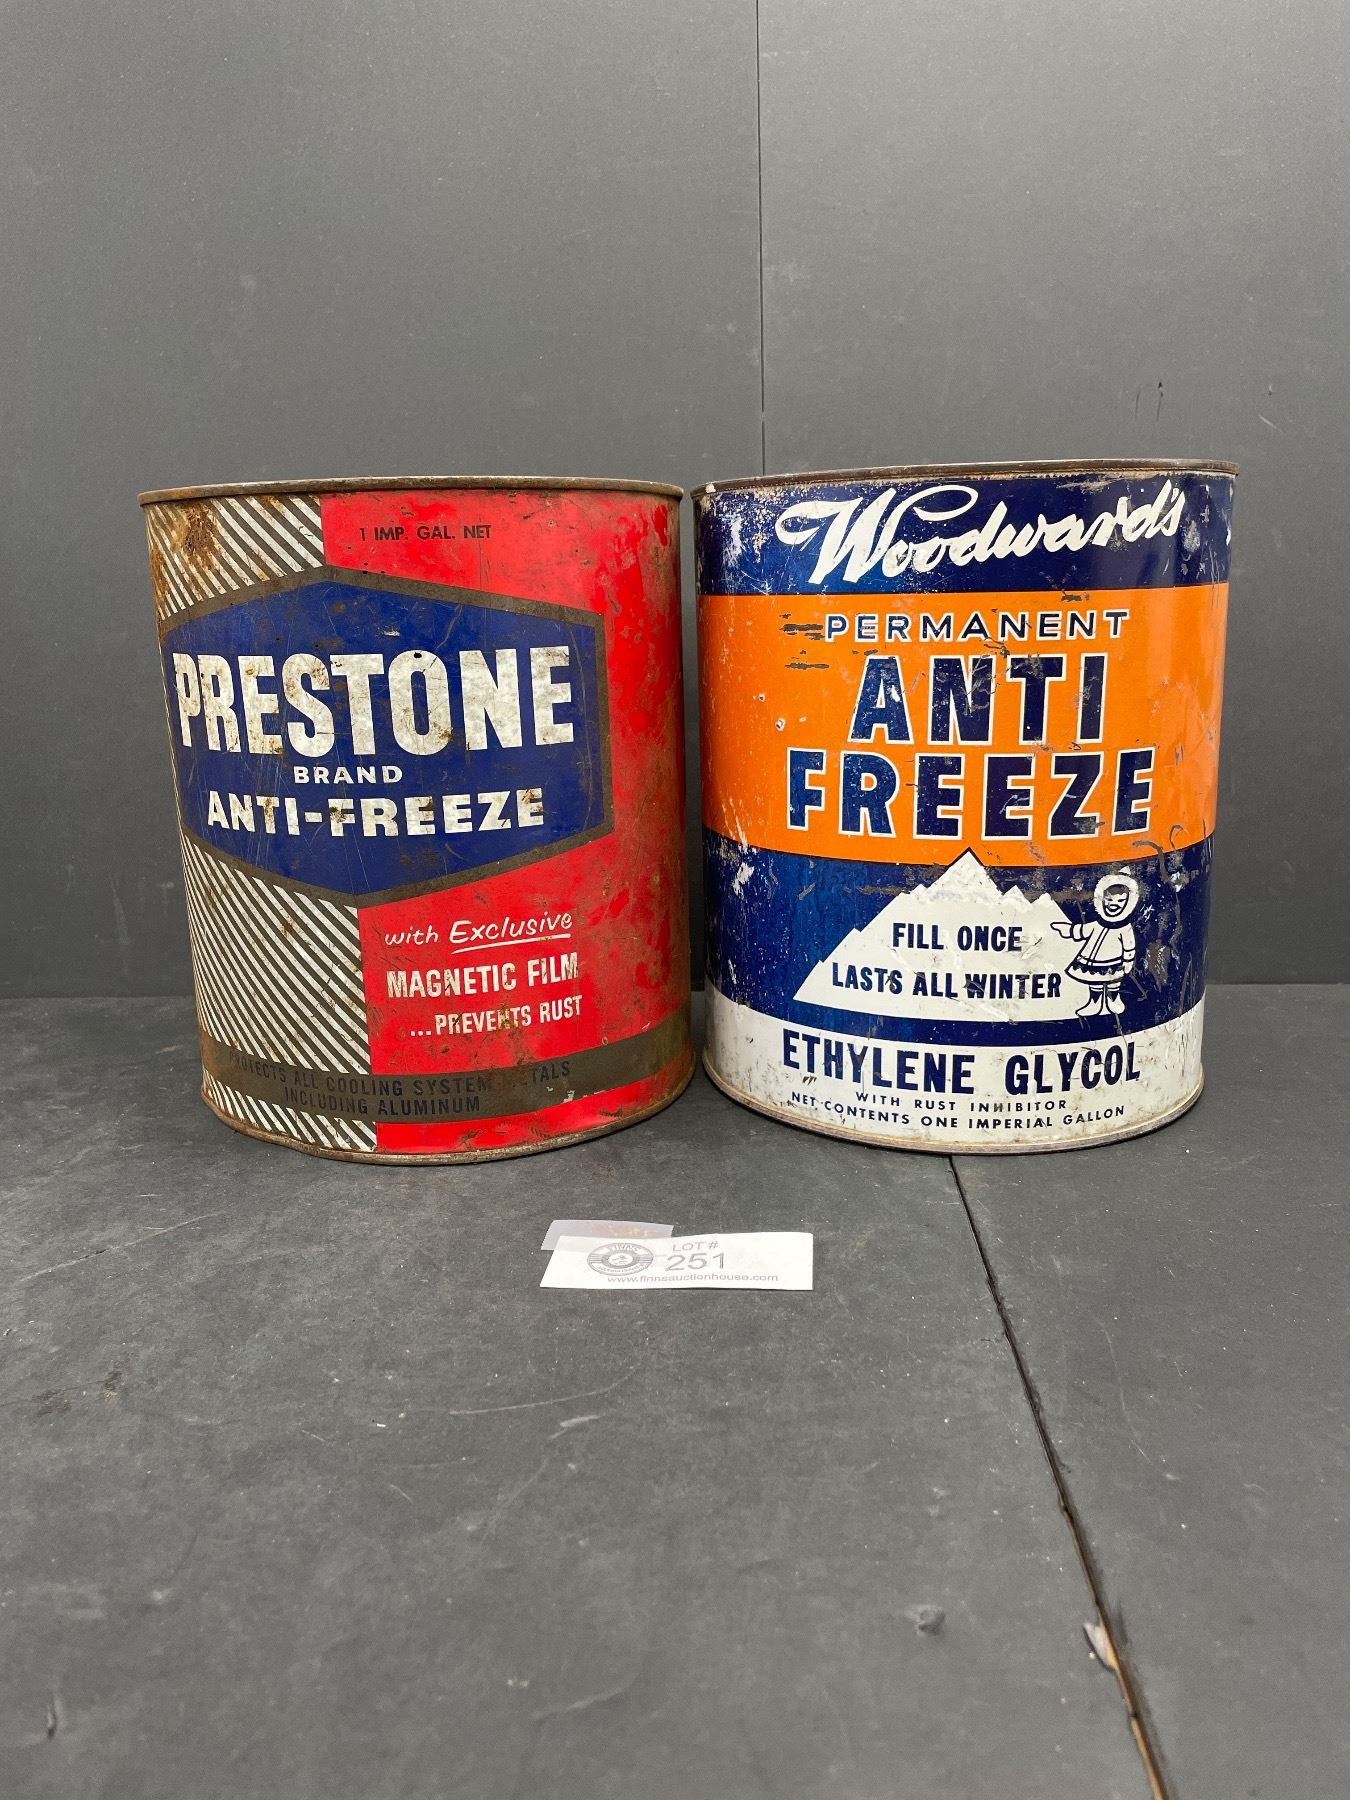 1 IMP. GAL. NET
PRESTONE
BRAND
ANTI-FREEZE
with Exclusive
MAGNETIC FILM
...PREVENTS RUST
PROTECTS ALL COOLING SYSTEM METALS
INCLUDING ALUMINUM
Woodward's
PERMANENT
ANTI
FREEZE
FILL ONCE
LASTS ALL WINTER
ETHYLENE GLYCOL
WITH RUST INHIBITOR
NET CONTENTS ONE IMPERIAL GALLON
LOT#
251
www.finnsauctionhouse.com